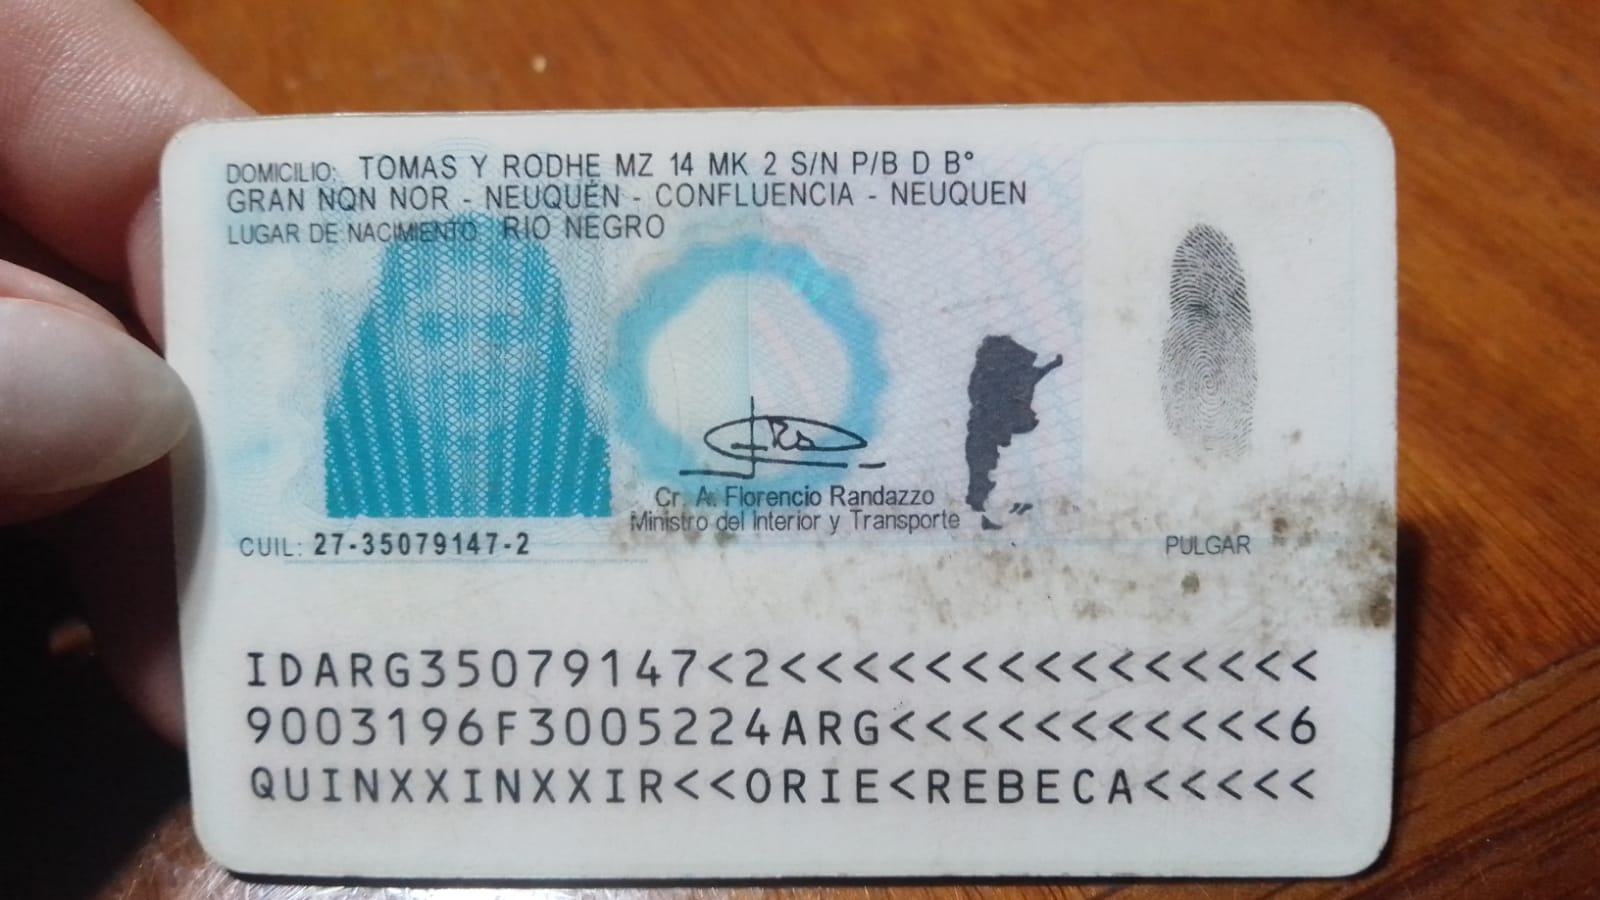 DOMICILIO: TOMAS Y RODHE MZ 14 MK 2 S/N P/B D B°
GRAN NQN NOR - NEUQUÉN - CONFLUENCIA - NEUQUEN
LUGAR DE NACIMIENTO RIO NEGRO
Cr. A. Florencio Randazzo
Ministro del Interior y Transporte
CUIL: 27-35079147-2
PULGAR
IDARG35079147<2<<<<<<<<<<<<<<<
9003196F3005224ARG<<<<<<<<<<<6
QUINXXINXXIR<<ORIE<REBECA<<<<<